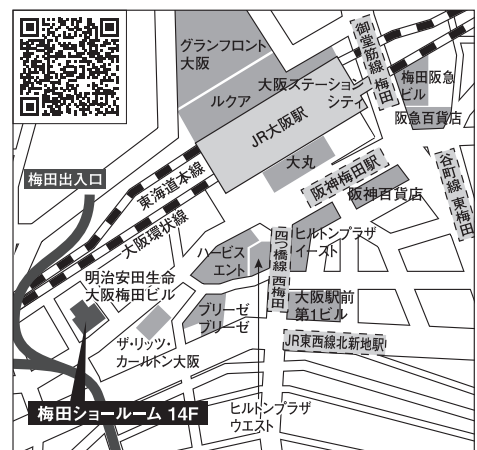 グランフロント
大阪
御堂筋線 梅田
大阪ステーション
シティ
梅田阪急
ビル
ルクア
阪急百貨店
JR大阪駅
大丸
谷町線 東梅田
阪神梅田駅
阪神百貨店
梅田出入口
東海道本線
大阪環状線
四つ橋線 西梅田
ヒルトンプラザ
イースト
ハービス
エント
明治安田生命
大阪梅田ビル
ブリーゼ
ブリーゼ
大阪駅前
第1ビル
ザ・リッツ・
カールトン大阪
JR東西線北新地駅
梅田ショールーム 14F
ヒルトンプラザ
ウエスト